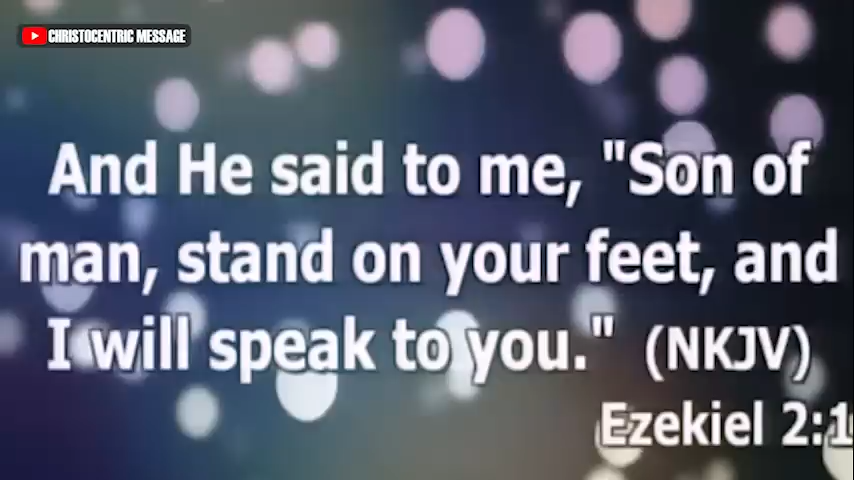 CHRISTOCENTRIC MESSAGE
And He said to me, "Son of
man, stand on your feet, and
I will speak to you." (NKJV)
Ezekiel 2:1